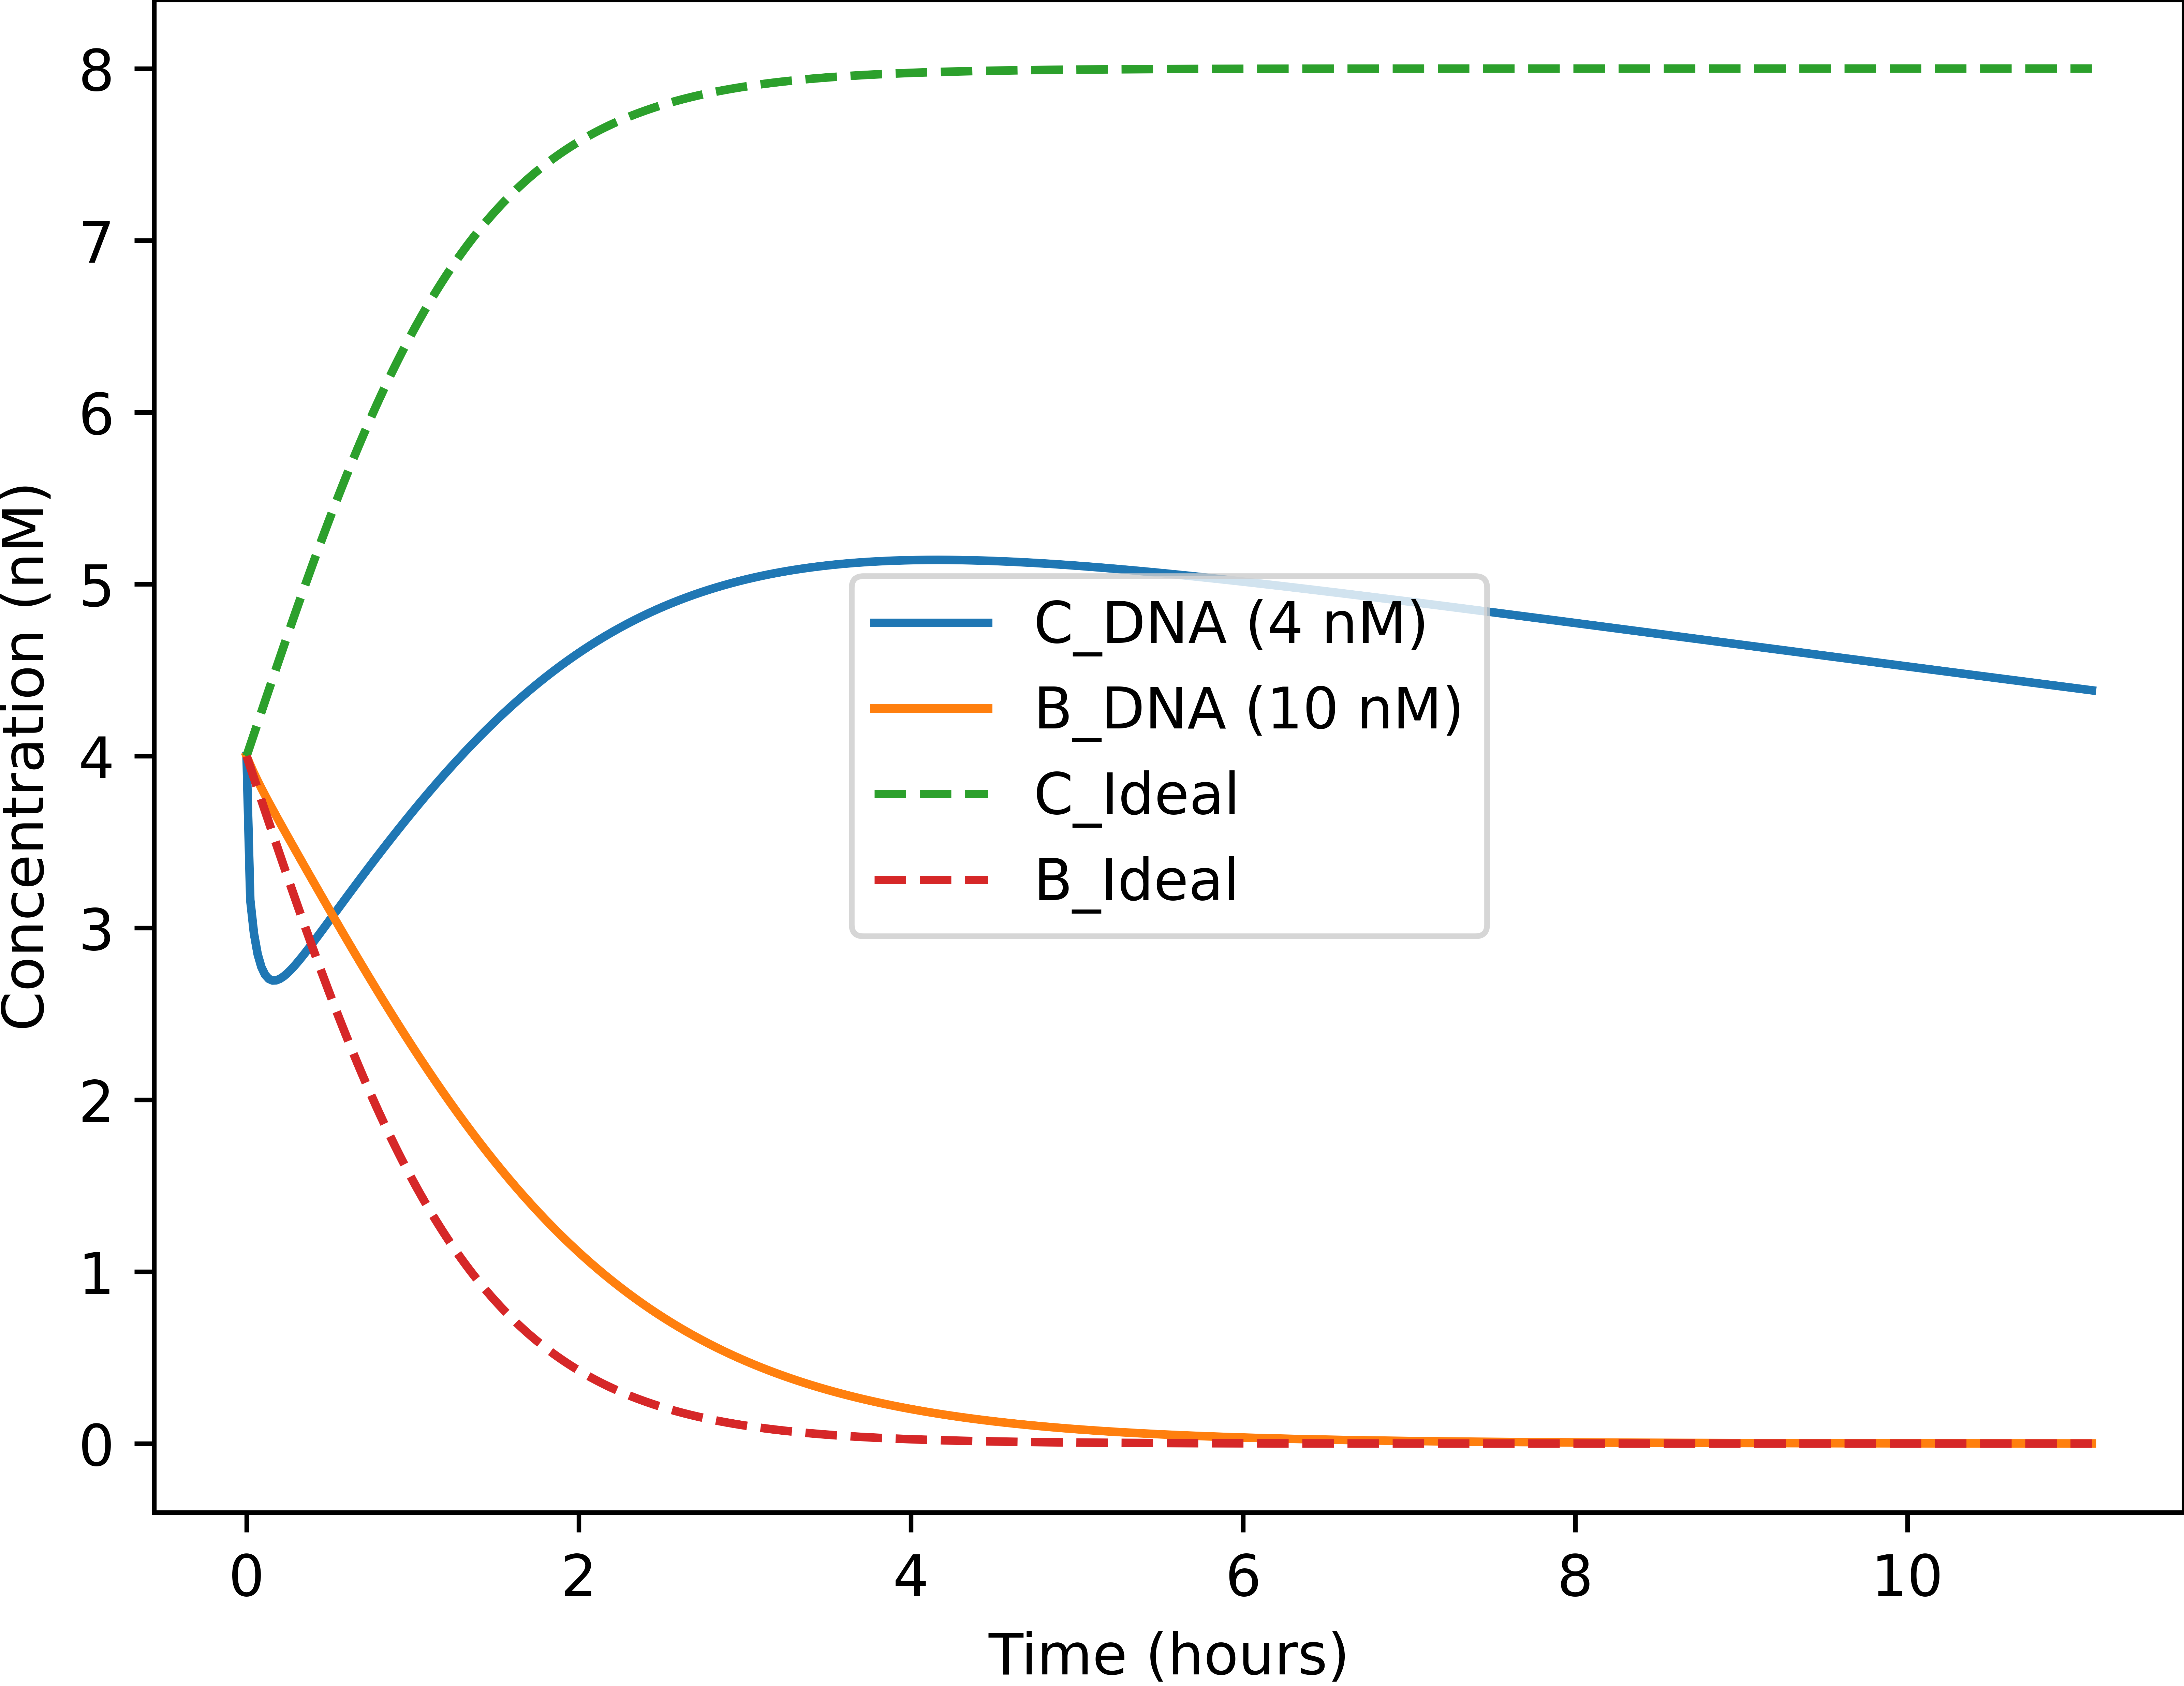 8
7
6
5
4
3
2
1
0
Concentration (nM)
C_DNA (4 nM)
B_DNA (10 nM)
C_Ideal
B_Ideal
0 2 4 6 8 10
Time (hours)